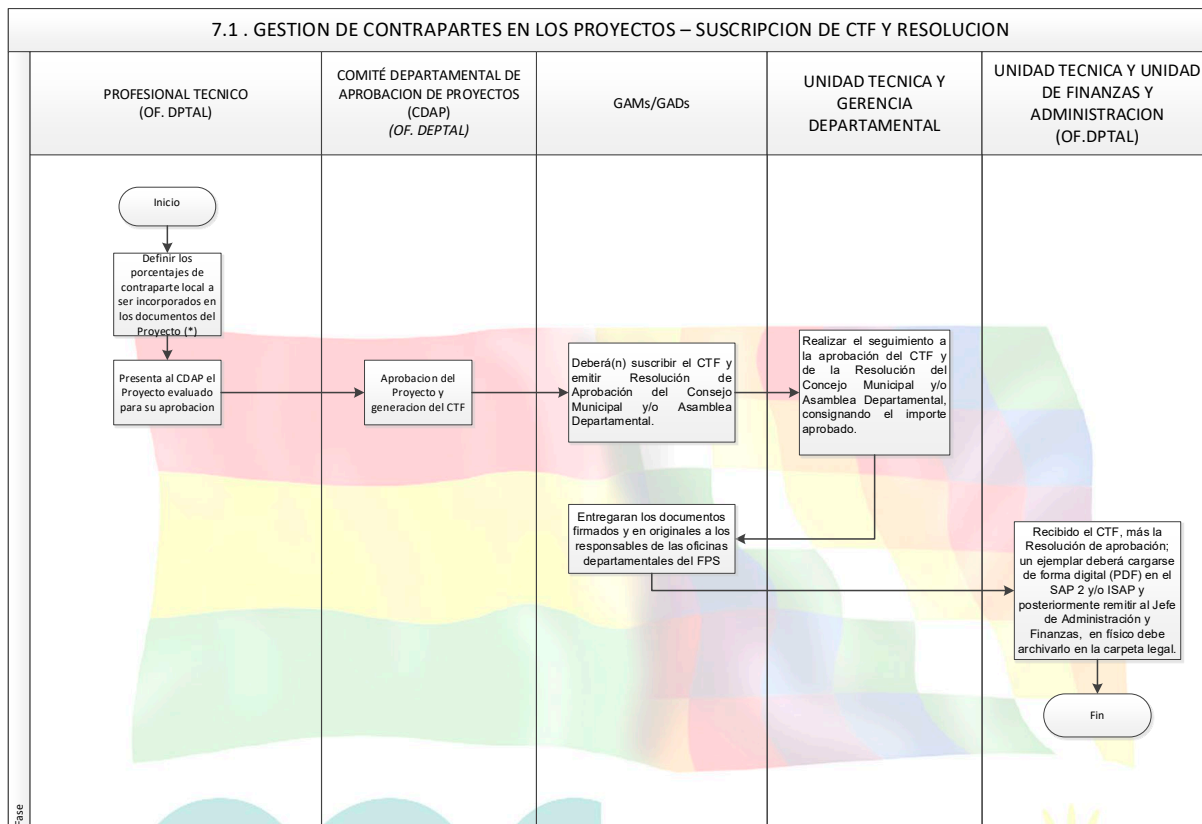 7.1 . GESTION DE CONTRAPARTES EN LOS PROYECTOS – SUSCRIPCION DE CTF Y RESOLUCION
PROFESIONAL TECNICO
(OF. DPTAL)
COMITÉ DEPARTAMENTAL DE
APROBACION DE PROYECTOS
(CDAP)
(OF. DEPTAL)
GAMs/GADs
UNIDAD TECNICA Y
GERENCIA
DEPARTAMENTAL
UNIDAD TECNICA Y UNIDAD
DE FINANZAS Y
ADMINISTRACION
(OF.DPTAL)
Inicio
Definir los
porcentajes de
contraparte local a
ser incorporados en
los documentos del
Proyecto (*)
Presenta al CDAP el
Proyecto evaluado
para su aprobacion
Aprobacion del
Proyecto y
generacion del CTF
Deberá(n) suscribir el CTF y
emitir Resolución de
Aprobación del Consejo
Municipal y/o Asamblea
Departamental.
Realizar el seguimiento a
la aprobación del CTF y
de la Resolución del
Concejo Municipal y/o
Asamblea Departamental,
consignando el importe
aprobado.
Entregaran los documentos
firmados y en originales a los
responsables de las oficinas
departamentales del FPS
Recibido el CTF, más la
Resolución de aprobación;
un ejemplar deberá cargarse
de forma digital (PDF) en el
SAP 2 y/o ISAP y
posteriormente remitir al Jefe
de Administración y
Finanzas, en físico debe
archivarlo en la carpeta legal.
Fin
Fase